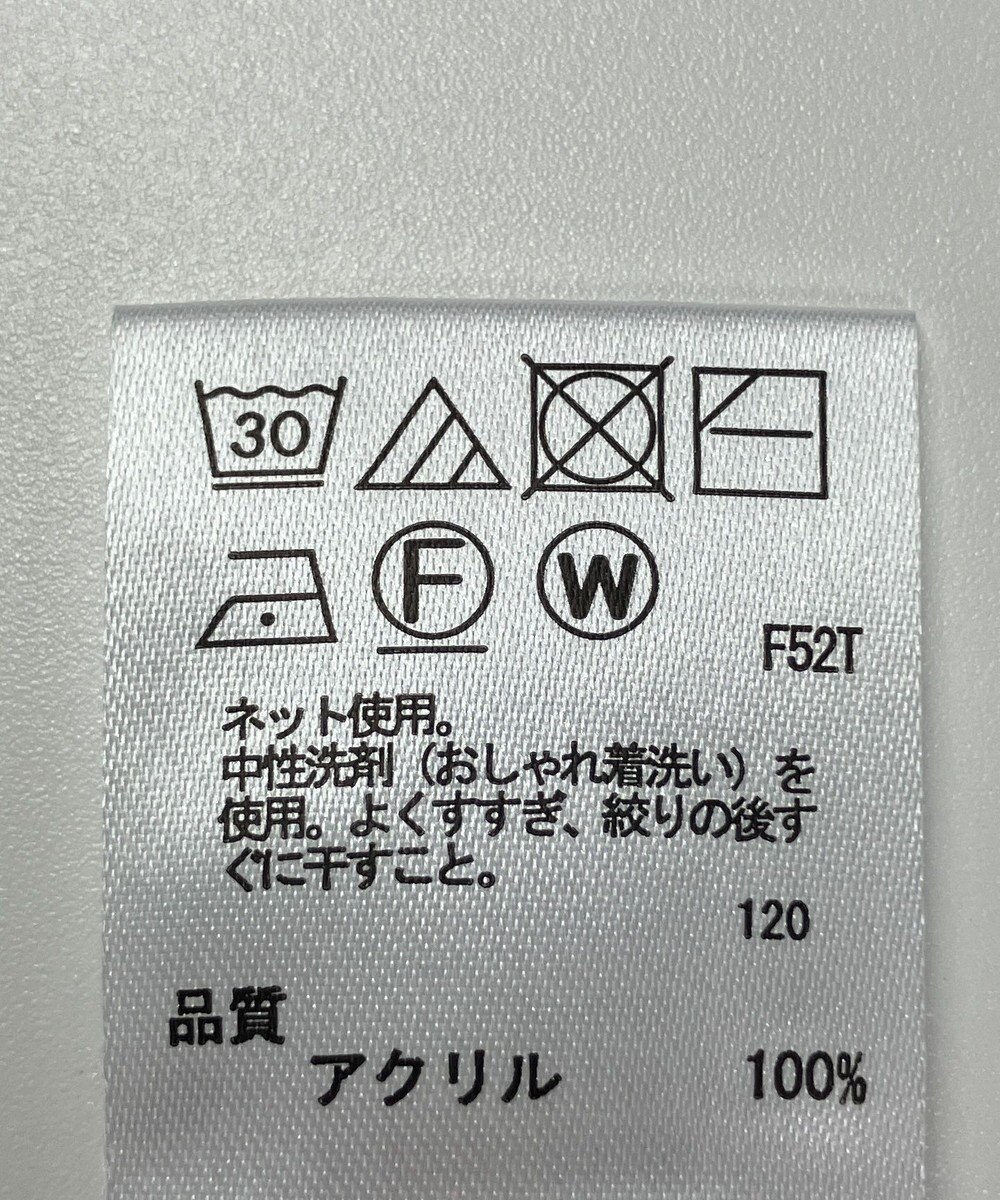 30
F W
F52T
ネット使用。
中性洗剤（おしゃれ着洗い）を
使用。よくすすぎ、絞りの後す
ぐに干すこと。
120
品質
アクリル 100%